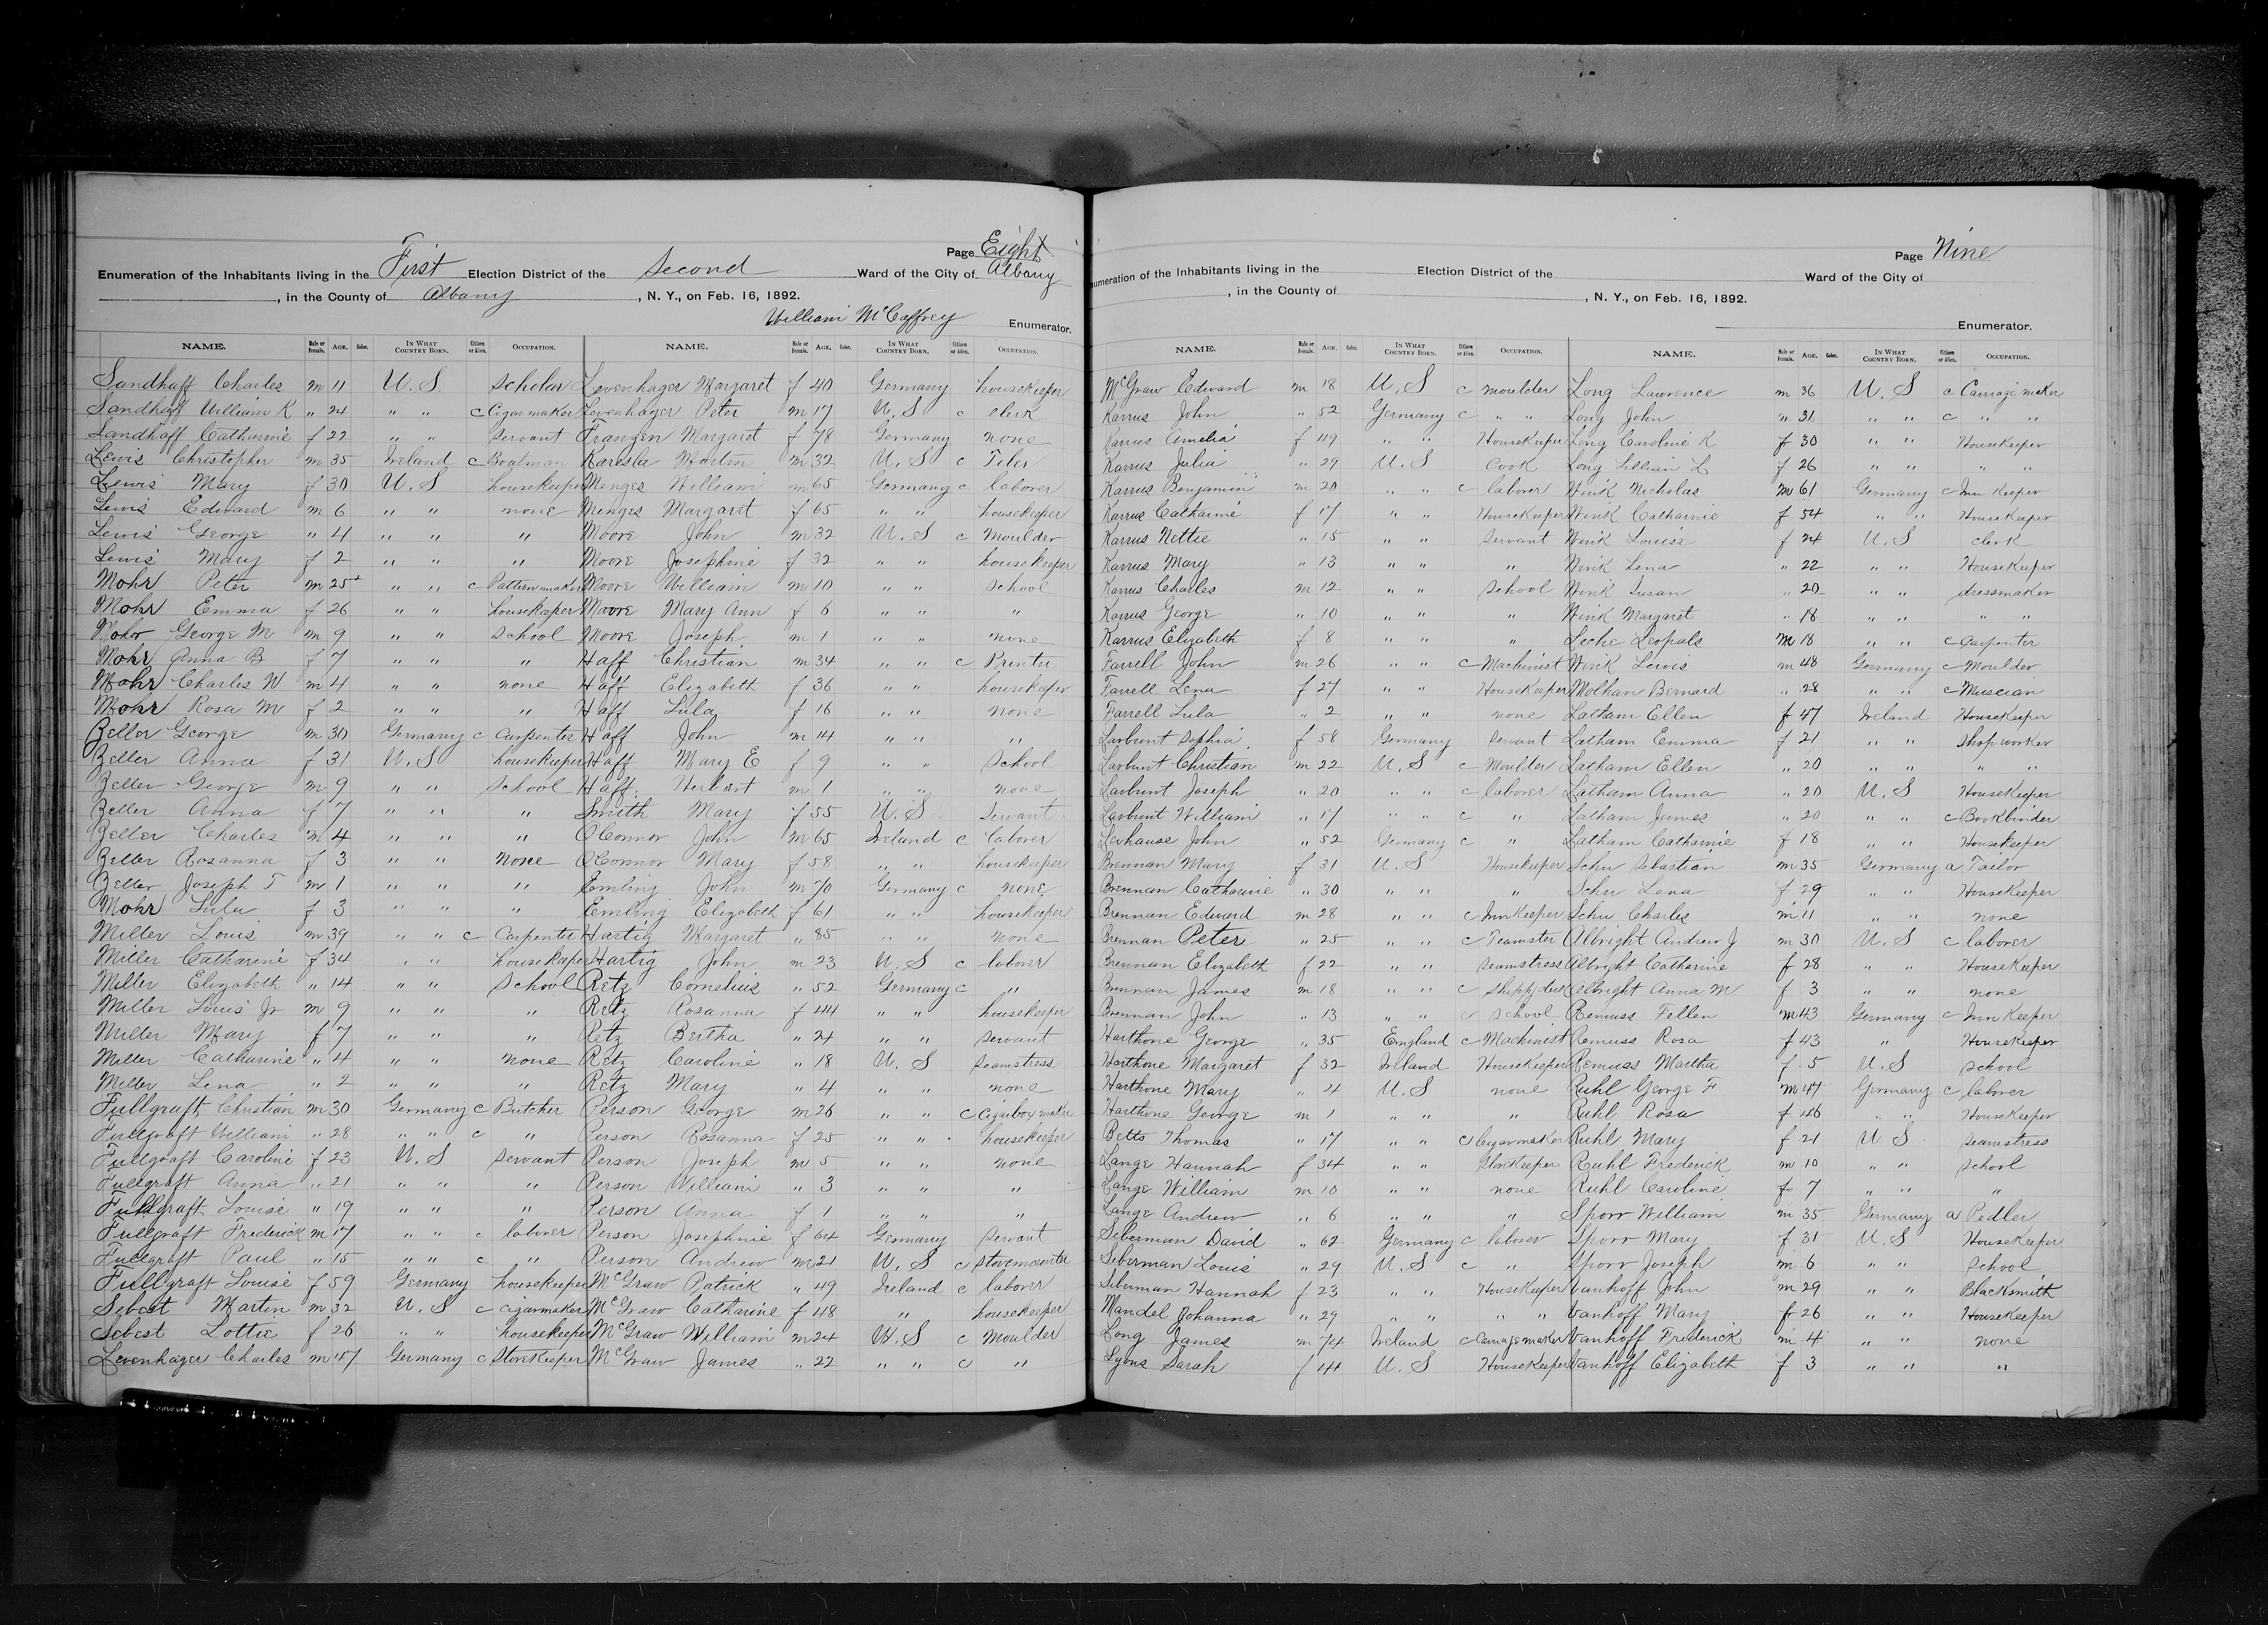 Page Eight
Enumeration of the Inhabitants living in the First Election District of the Second Ward of the City of Albany
, in the County of Albany, N. Y., on Feb. 16, 1892.
William McCaffrey Enumerator.
NAME. Male or Female. AGE. Color. IN WHAT COUNTRY BORN. Citizen or Alien. OCCUPATION.
Sandhaff Charles m 11 U.S. Scholar
Sandhaff William K " 24 " " c Cigar maker
Sandhaff Catharine f 22 " " Servant
Lewis Christopher m 35 Ireland c Boatman
Lewis Mary f 30 U.S housekeeper
Lewis Edward m 6 " " none
Lewis George " 4 " " "
Lewis Mary f 2 " " "
Mohr Peter m 25 " " c Pattern maker
Mohr Emma f 26 " " housekeeper
Mohr George M m 9 " " School
Mohr Anna B f 7 " " "
Mohr Charles W m 4 " " none
Mohr Rosa M f 2 " " "
Zeller George m 30 Germany c Carpenter
Zeller Anna f 31 U.S housekeeper
Zeller George m 9 " " School
Zeller Anna f 7 " " "
Zeller Charles m 4 " " "
Zeller Rosanna f 3 " " none
Zeller Joseph T m 1 " " "
Mohr Lula f 3 " " "
Miller Louis m 39 " " c Carpenter
Miller Catharine f 34 " " housekeeper
Miller Elizabeth " 14 " " School
Miller Louis Jr m 9 " " "
Miller Mary f 7 " " "
Miller Catharine " 4 " " none
Miller Lena " 2 " " "
Fullgraft Christian m 30 Germany c Butcher
Fullgraft William " 28 " " c "
Fullgraft Caroline f 23 U.S Servant
Fullgraft Anna " 21 " " "
Fullgraft Louise " 19 " " "
Fullgraft Frederick m 17 " " c laborer
Fullgraft Paul " 15 " " c "
Fullgraft Louise f 59 Germany housekeeper
Sebest Martin m 32 U.S c cigarmaker
Sebest Lottie f 26 " " housekeeper
Levenhager Charles m 47 Germany c StoreKeeper
NAME. Male or Female. AGE. Color. IN WHAT COUNTRY BORN. Citizen or Alien. OCCUPATION.
Levenhager Margaret f 40 Germany housekeeper
Levenhager Peter m 17 U.S c clerk
Franzen Margaret f 78 Germany none
Karesla Martin m 32 U.S c Tiler
Menges William m 65 Germany c laborer
Menges Margaret f 65 " " housekeeper
Moore John m 32 U.S c Moulder
Moore Josephine f 32 " " housekeeper
Moore William m 10 " " School
Moore Mary Ann f 6 " " "
Moore Joseph m 1 " " none
Haff Christian m 34 " " c Printer
Haff Elizabeth f 36 " " housekeeper
Haff Lula f 16 " " none
Haff John m 14 " " "
Haff Mary E f 9 " " School
Haff Herbert m 1 " " none
Smith Mary f 55 U.S Servant
OConnor John m 65 Ireland c laborer
OConnor Mary f 58 " " housekeeper
Emling John m 70 Germany c none
Emling Elizabeth f 61 " " housekeeper
Hartig Margaret " 85 " " none
Hartig John m 23 U.S c laborer
Retz Cornelius " 52 Germany c "
Retz Rosanna f 44 " " housekeeper
Retz Bertha " 24 " " servant
Retz Caroline " 18 U.S Seamstress
Retz Mary " 4 " " none
Person George m 26 " " c Cigarbox maker
Person Rosanna f 25 " " housekeeper
Person Joseph m 5 " " none
Person William " 3 " " "
Person Anna f 1 " " "
Person Josephine f 64 Germany Servant
Person Andrew m 21 U.S c stovemounter
McGraw Patrick " 49 Ireland c laborer
McGraw Catharine f 48 " housekeeper
McGraw William m 24 U.S c Moulder
McGraw James " 22 " " c "
Page Nine
Enumeration of the Inhabitants living in the Election District of the Ward of the City of
, in the County of , N. Y., on Feb. 16, 1892.
Enumerator.
NAME. Male or Female. AGE. Color. IN WHAT COUNTRY BORN. Citizen or Alien. OCCUPATION.
McGraw Edward m 18 U.S c moulder
Karrus John " 52 Germany c " "
Karrus Amelia f 49 " " HouseKeeper
Karrus Julia " 29 U.S Cook
Karrus Benjamin m 20 " " c laborer
Karrus Catharine f 17 " " HouseKeeper
Karrus Nettie " 15 " " Servant
Karrus Mary " 13 " " "
Karrus Charles m 12 " " School
Karrus George " 10 " " "
Karrus Elizabeth f 8 " " "
Farrell John m 26 " " c Machinist
Farrell Lena f 27 " " HouseKeeper
Farrell Lula " 2 " " none
Larbunt Sophia f 58 Germany Servant
Larbunt Christian m 22 U.S c Moulder
Larbunt Joseph " 20 " " c laborer
Larbunt William " 17 " " c "
Levhause John " 52 Germany c "
Brennan Mary f 31 U.S HouseKeeper
Brennan Catharine " 30 " " "
Brennan Edward m 28 " " c InnKeeper
Brennan Peter " 25 " " c Teamster
Brennan Elizabeth f 22 " " Seamstress
Brennan James m 18 " " c
Brennan John " 13 " " c School
Harthone George " 35 England c Machinist
Harthone Margaret f 32 Ireland HouseKeeper
Harthone Mary " 4 U.S none
Harthone George m 1 " " "
Betts Thomas " 17 " " c Cigarmaker
Lange Hannah f 34 " " StoreKeeper
Lange William m 10 " " none
Lange Andrew " 6 " " "
Seberman David " 62 Germany c laborer
Seberman Louis " 29 U.S c "
Seberman Hannah f 23 " " HouseKeeper
Mandel Johanna " 29 " " " "
Long James m 74 Ireland c Carriagemaker
Lyons Sarah f 44 U.S HouseKeeper
NAME. Male or Female. AGE. Color. IN WHAT COUNTRY BORN. Citizen or Alien. OCCUPATION.
Long Lawrence m 36 U.S c Carriage maker
Long John " 31 " " c " "
Long Caroline K f 30 " " HouseKeeper
Long Lillian L f 26 " " " "
Wink Nicholas m 61 Germany c Inn Keeper
Wink Catharine f 54 " " HouseKeeper
Wink Louise f 24 U.S clerk
Wink Lena " 22 " " HouseKeeper
Wink Susan " 20 " " dressmaker
Wink Margaret " 18 " " " "
Leche Leopals m 18 " " c Carpenter
Wink Lewis m 48 Germany c Moulder
Molhan Bernard " 28 " " c Muscian
Latham Ellen f 47 Ireland HouseKeeper
Latham Emma f 21 " " Shop worker
Latham Ellen " 20 " " " "
Latham Anna " 20 U.S HouseKeeper
Latham James " 20 " " c Bookbinder
Latham Catharine f 18 " " HouseKeeper
Schu Sebastian m 35 Germany a Tailor
Schu Lena f 29 " " HouseKeeper
Schu Charles m 11 " " none
Albright Andrew J m 30 U.S c laborer
Albright Catharine f 28 " " HouseKeeper
Albright Anna M f 3 " " none
Remuss Fellen m 43 Germany c Inn Keeper
Remuss Rosa f 43 " HouseKeeper
Remuss Martha f 5 U.S School
Ruhl George F m 47 Germany c laborer
Ruhl Rosa f 46 " " HouseKeeper
Ruhl Mary f 21 U S Seamstress
Ruhl Frederick m 10 " " School
Ruhl Caroline f 7 " " "
Sporr William m 35 Germany a Pedler
Sporr Mary f 31 U.S HouseKeeper
Sporr Joseph m 6 " " School
Vanhoff John m 29 " " Blacksmith
Vanhoff Mary f 26 " " HouseKeeper
Vanhoff Frederick m 4 " none
Vanhoff Elizabeth f 3 " " "